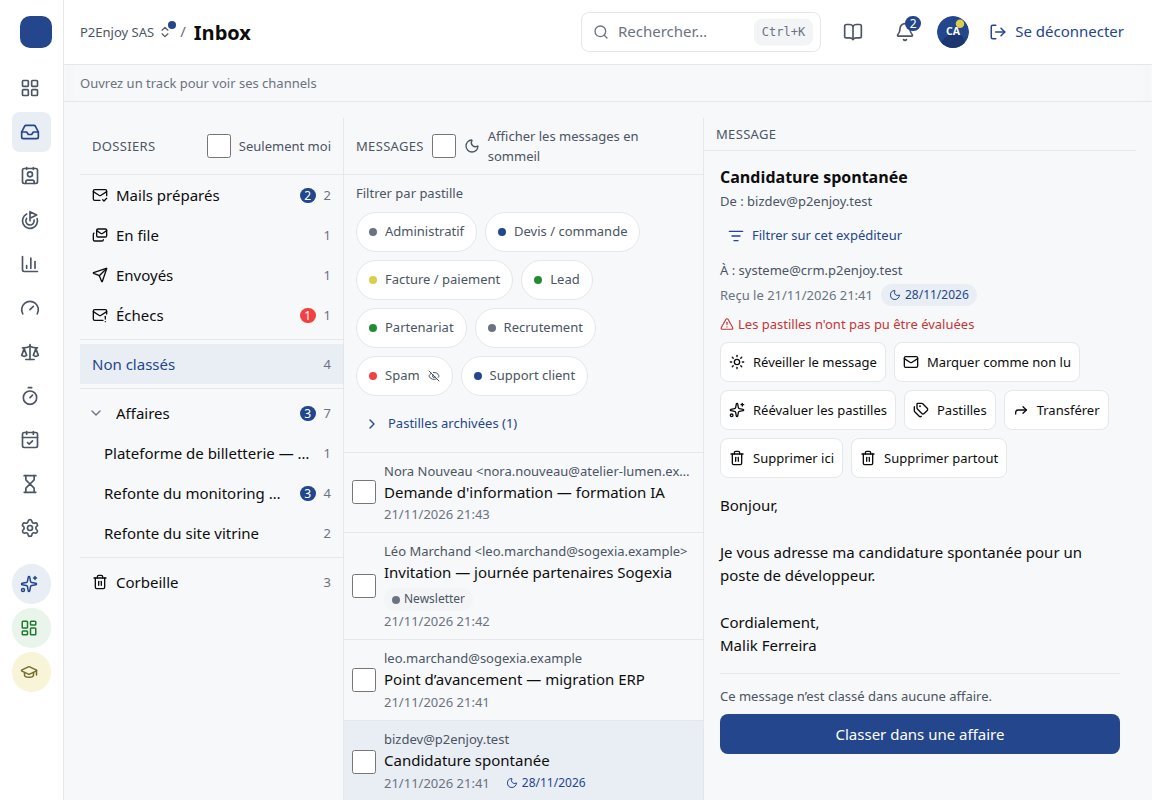 P2Enjoy SAS / Inbox
Rechercher... Ctrl+K
2
CA
Se déconnecter
Ouvrez un track pour voir ses channels
DOSSIERS Seulement moi
Mails préparés 2 2
En file 1
Envoyés 1
Échecs 1 1
Non classés 4
Affaires 3 7
Plateforme de billetterie — ... 1
Refonte du monitoring ... 3 4
Refonte du site vitrine 2
Corbeille 3
MESSAGES Afficher les messages en
sommeil
Filtrer par pastille
Administratif Devis / commande
Facture / paiement Lead
Partenariat Recrutement
Spam Support client
Pastilles archivées (1)
Nora Nouveau <nora.nouveau@atelier-lumen.ex...
Demande d'information — formation IA
21/11/2026 21:43
Léo Marchand <leo.marchand@sogexia.example>
Invitation — journée partenaires Sogexia
Newsletter
21/11/2026 21:42
leo.marchand@sogexia.example
Point d’avancement — migration ERP
21/11/2026 21:41
bizdev@p2enjoy.test
Candidature spontanée
21/11/2026 21:41 28/11/2026
MESSAGE
Candidature spontanée
De : bizdev@p2enjoy.test
Filtrer sur cet expéditeur
À : systeme@crm.p2enjoy.test
Reçu le 21/11/2026 21:41 28/11/2026
Les pastilles n'ont pas pu être évaluées
Réveiller le message Marquer comme non lu
Réévaluer les pastilles Pastilles Transférer
Supprimer ici Supprimer partout
Bonjour,
Je vous adresse ma candidature spontanée pour un
poste de développeur.
Cordialement,
Malik Ferreira
Ce message n’est classé dans aucune affaire.
Classer dans une affaire